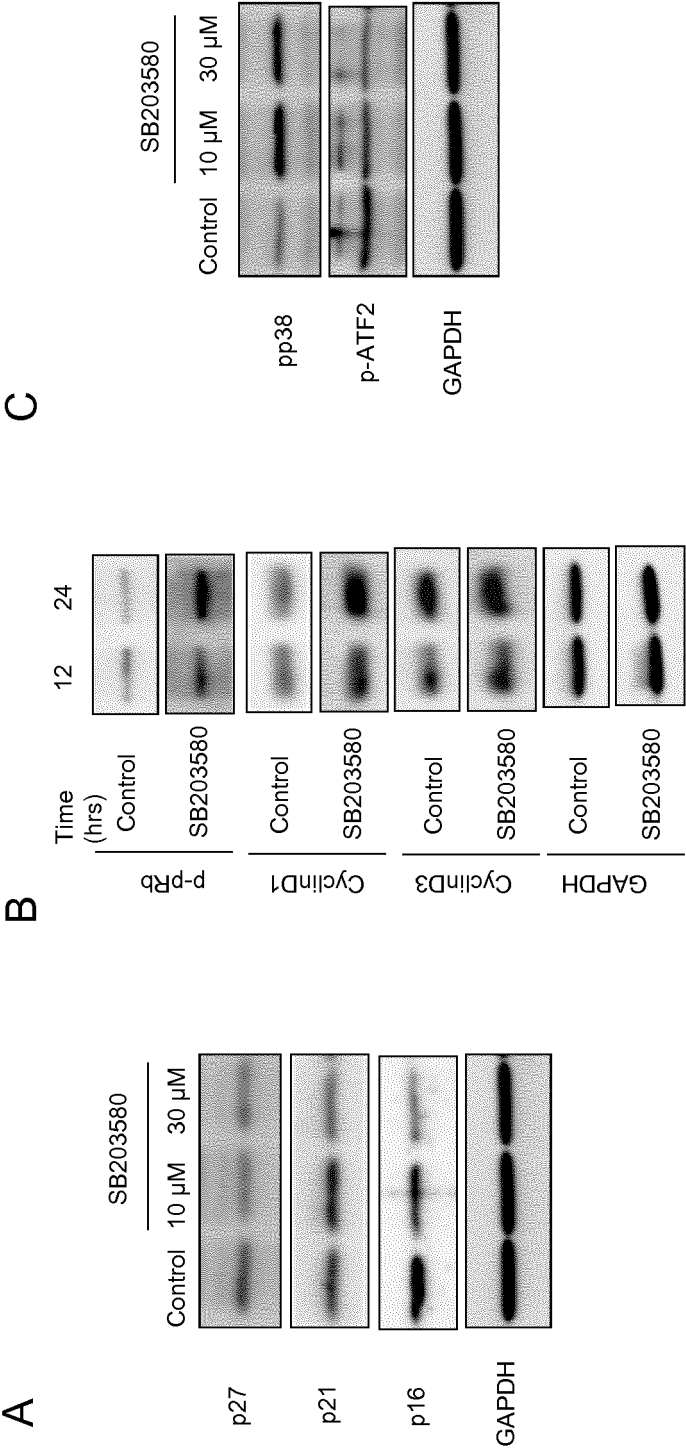 A
SB203580
Control 10 µM 30 µM
p27
p21
p16
GAPDH
B
Time
(hrs)
12 24
p-pRb
Control
SB203580
CyclinD1
Control
SB203580
CyclinD3
Control
SB203580
GAPDH
Control
SB203580
C
SB203580
Control 10 µM 30 µM
pp38
p-ATF2
GAPDH